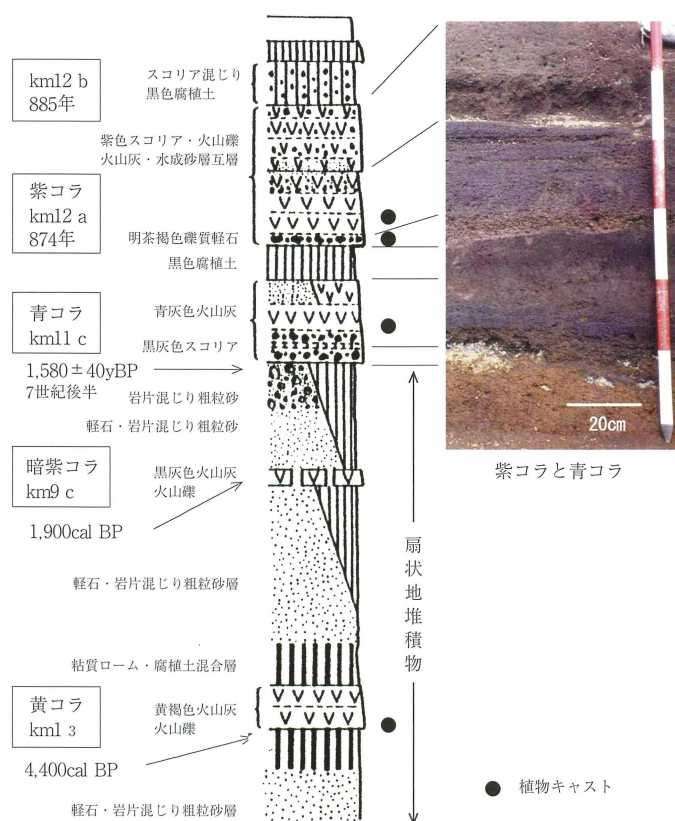 km12 b
885年
スコリア混じり
黒色腐植土
紫色スコリア・火山礫
火山灰・水成砂層互層
紫コラ
km12 a
874年
明茶褐色礫質軽石
黒色腐植土
青コラ
km11 c
青灰色火山灰
黒灰色スコリア
1,580±40yBP
7世紀後半
岩片混じり粗粒砂
軽石・岩片混じり粗粒砂
暗紫コラ
km9 c
黒灰色火山灰
火山礫
1,900cal BP
軽石・岩片混じり粗粒砂層
粘質ローム・腐植土混合層
黄コラ
km1 3
黄褐色火山灰
火山礫
4,400cal BP
軽石・岩片混じり粗粒砂層
20cm
紫コラと青コラ
扇状地堆積物
植物キャスト